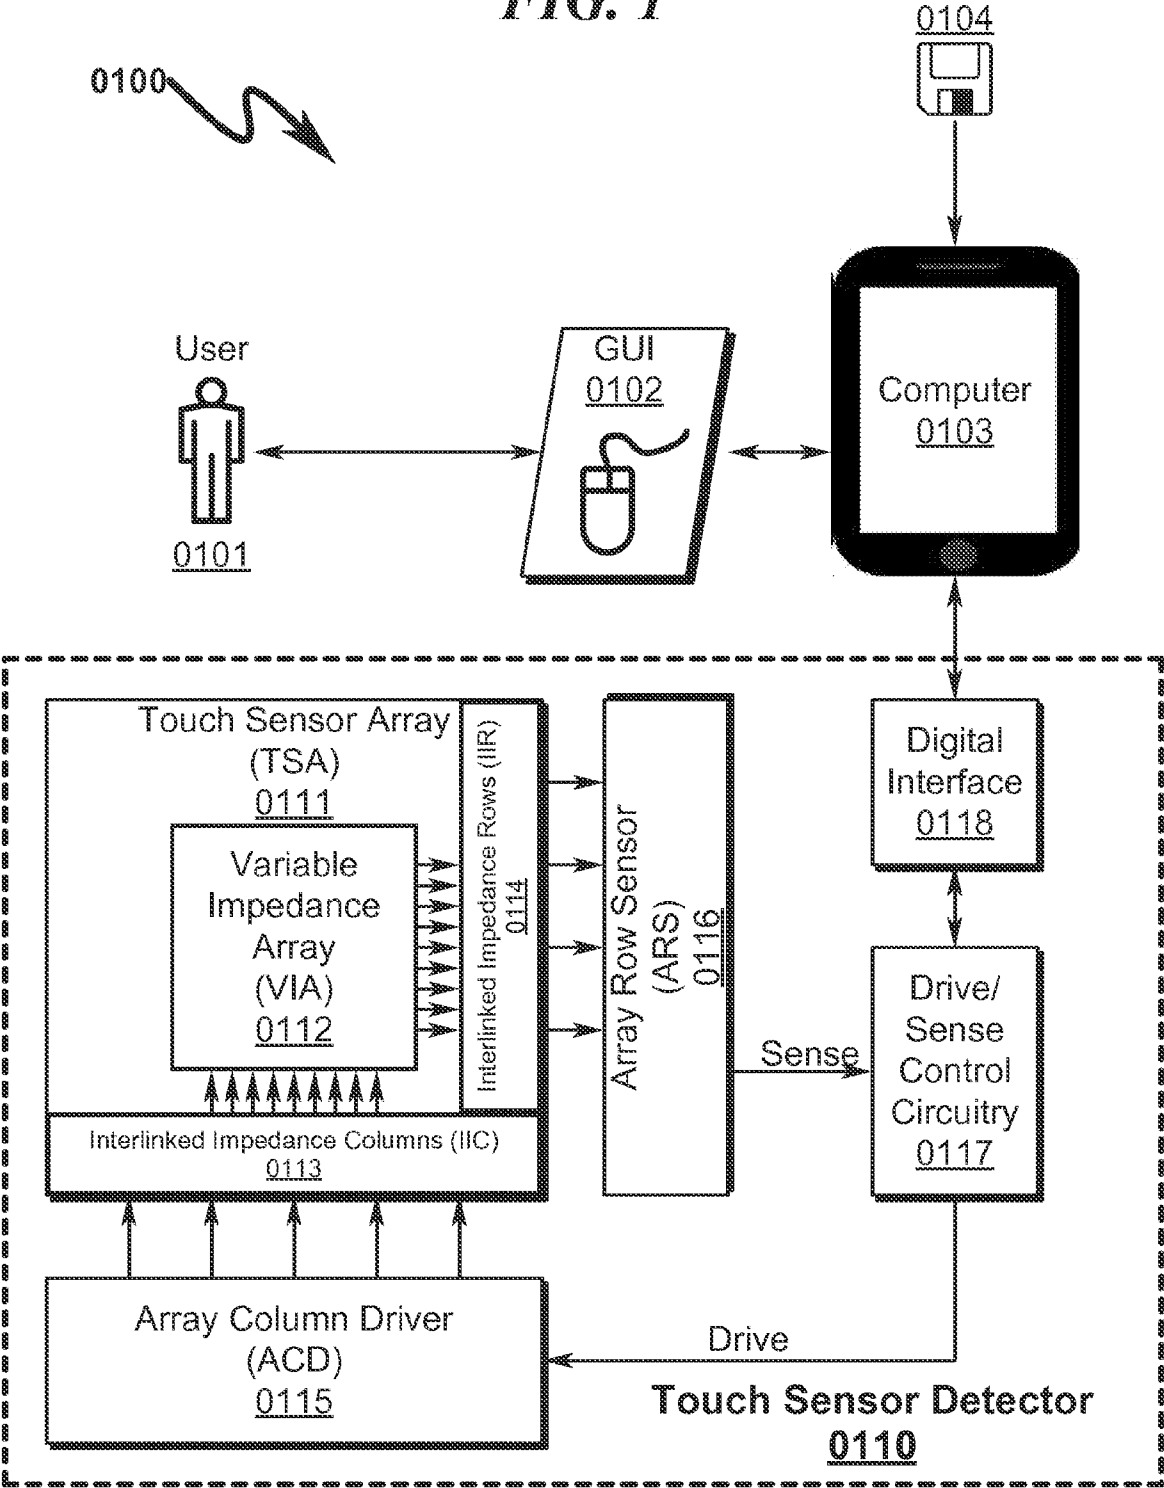 FIG. 1
0104
0100
User
0101
GUI
0102
Computer
0103
Touch Sensor Array
(TSA)
0111
Variable
Impedance
Array
(VIA)
0112
Interlinked Impedance Rows (IIR)
0114
Interlinked Impedance Columns (IIC)
0113
Array Row Sensor
(ARS)
0116
Digital
Interface
0118
Sense
Drive/
Sense
Control
Circuitry
0117
Array Column Driver
(ACD)
0115
Drive
Touch Sensor Detector
0110